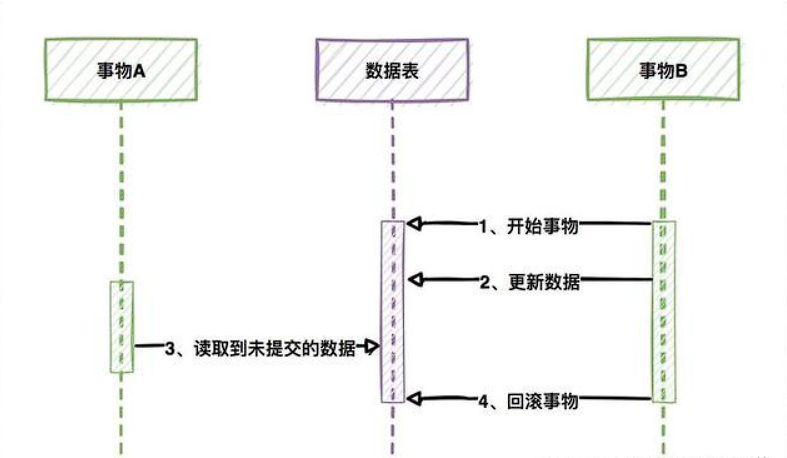 事物A
数据表
事物B
1、开始事物
2、更新数据
3、读取到未提交的数据
4、回滚事物